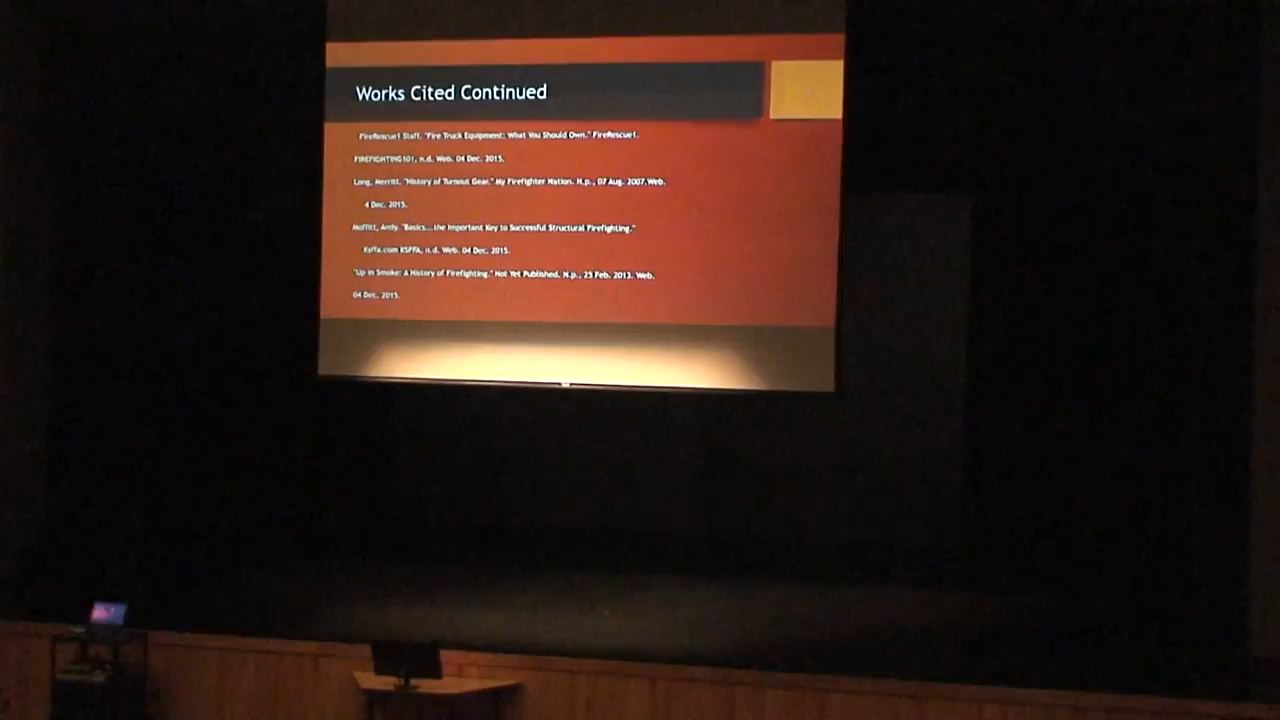 Works Cited Continued
FireRescue1 Staff. "Fire Truck Equipment: What You Should Own." FireRescue1.
FIREFIGHTING101, n.d. Web. 04 Dec. 2015.
Long, Merritt. "History of Turnout Gear." My Firefighter Nation. N.p., 07 Aug. 2007.Web.
4 Dec. 2015.
Moffitt, Andy. "Basics...the Important Key to Successful Structural Firefighting."
Ksffa.com KSFFA, n.d. Web. 04 Dec. 2015.
"Up in Smoke: A History of Firefighting." Not Yet Published. N.p., 25 Feb. 2013. Web.
04 Dec. 2015.